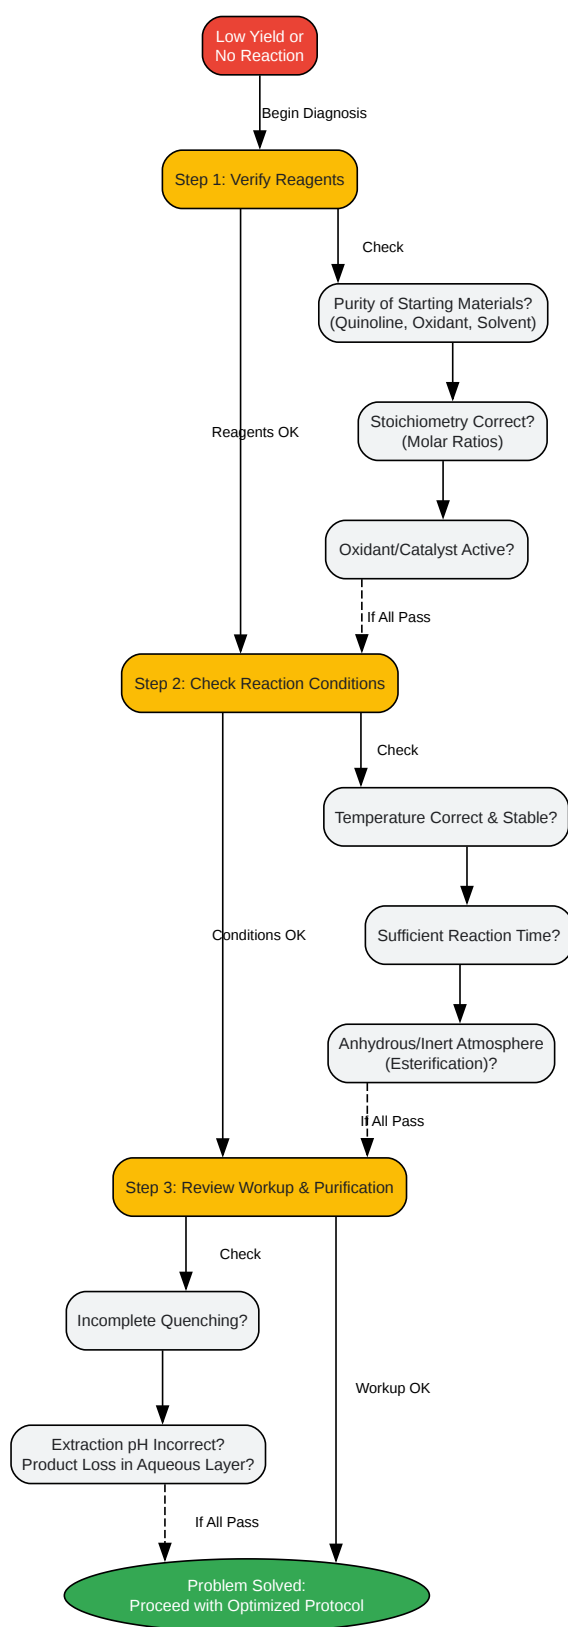 Low Yield or
No Reaction
Begin Diagnosis
Step 1: Verify Reagents
Check
Purity of Starting Materials?
(Quinoline, Oxidant, Solvent)
Stoichiometry Correct?
(Molar Ratios)
Reagents OK
Oxidant/Catalyst Active?
If All Pass
Step 2: Check Reaction Conditions
Check
Temperature Correct & Stable?
Sufficient Reaction Time?
Conditions OK
Anhydrous/Inert Atmosphere
(Esterification)?
If All Pass
Step 3: Review Workup & Purification
Check
Incomplete Quenching?
Workup OK
Extraction pH Incorrect?
Product Loss in Aqueous Layer?
If All Pass
Problem Solved:
Proceed with Optimized Protocol